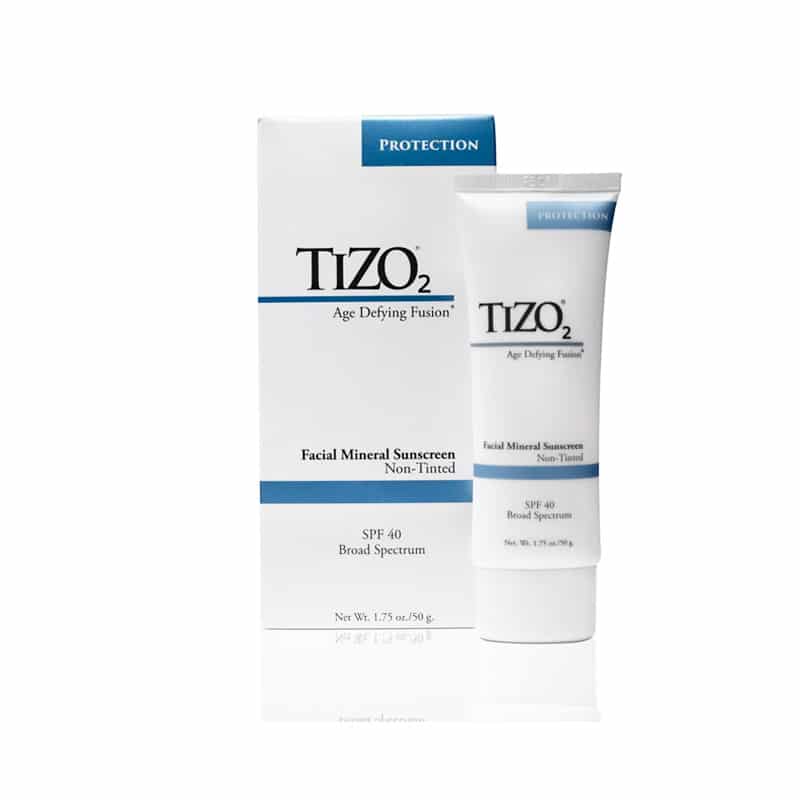 PROTECTION
TIZO2®
Age Defying Fusion®
Facial Mineral Sunscreen
Non-Tinted
SPF 40
Broad Spectrum
Net Wt. 1.75 oz./50 g.
PROTECTION
TIZO2®
Age Defying Fusion®
Facial Mineral Sunscreen
Non-Tinted
SPF 40
Broad Spectrum
Net. Wt. 1.75 oz./50 g.